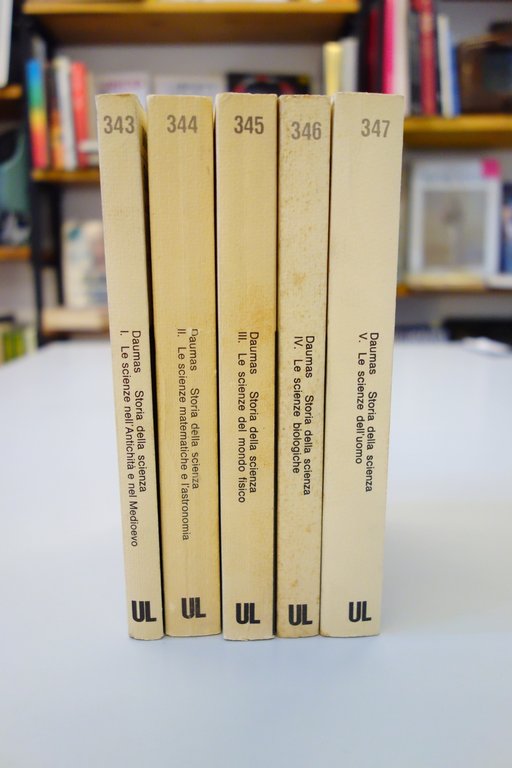 343
Daumas Storia della scienza
I. Le scienze nell'Antichità e nel Medioevo
UL
344
Daumas Storia della scienza
II. Le scienze matematiche e l'astronomia
UL
345
Daumas Storia della scienza
III. Le scienze del mondo fisico
UL
346
Daumas Storia della scienza
IV. Le scienze biologiche
UL
347
Daumas Storia della scienza
V. Le scienze dell'uomo
UL